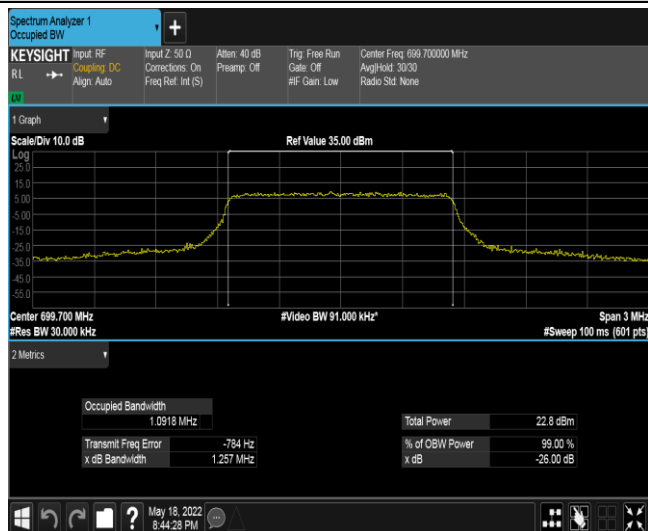 Spectrum Analyzer 1
Occupied BW
+
KEYSIGHT
RL
Input: RF
Coupling: DC
Align: Auto
Input Z: 50 Ω
Corrections: On
Freq Ref: Int (S)
Atten: 40 dB
Preamp: Off
Trig: Free Run
Gate: Off
#IF Gain: Low
Center Freq: 699.700000 MHz
Avg|Hold: 30/30
Radio Std: None
1 Graph
Scale/Div 10.0 dB
Ref Value 35.00 dBm
Log
25.0
15.0
5.00
-5.00
-15.0
-25.0
-35.0
-45.0
-55.0
Center 699.700 MHz
#Video BW 91.000 kHz*
Span 3 MHz
#Res BW 30.000 kHz
#Sweep 100 ms (601 pts)
2 Metrics
Occupied Bandwidth
1.0918 MHz
Total Power 22.8 dBm
Transmit Freq Error -784 Hz
% of OBW Power 99.00 %
x dB Bandwidth 1.257 MHz
x dB -26.00 dB
?
May 18, 2022
8:44:28 PM